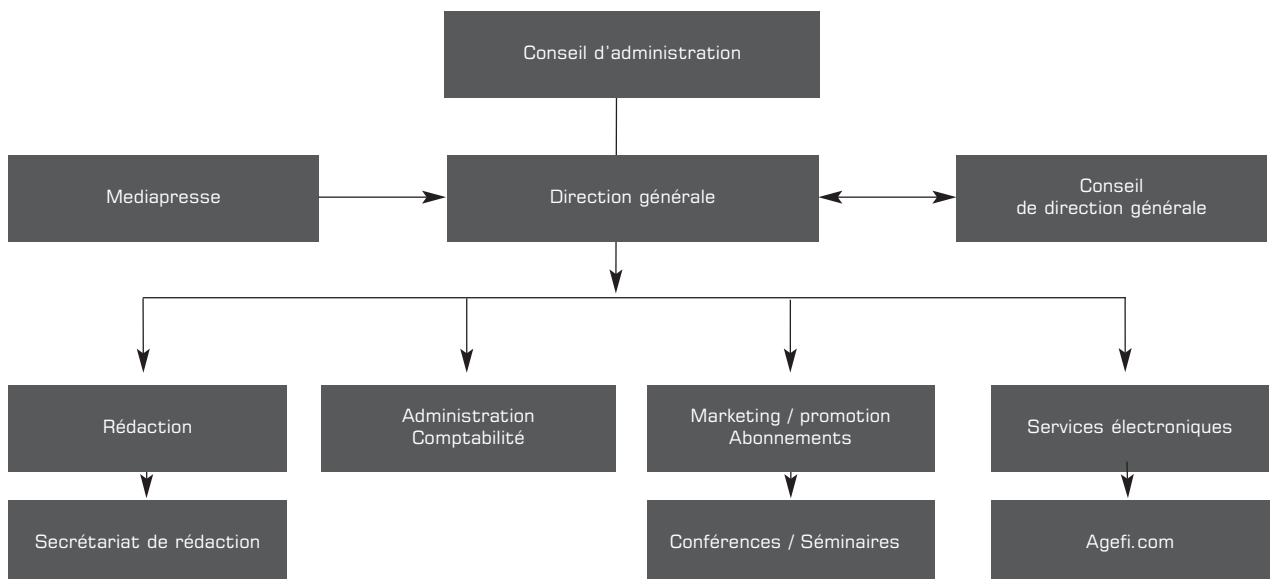 Conseil d'administration
Mediapresse
Direction générale
Conseil
de direction générale
Rédaction
Administration
Comptabilité
Marketing / promotion
Abonnements
Services électroniques
Secrétariat de rédaction
Conférences / Séminaires
Agefi.com